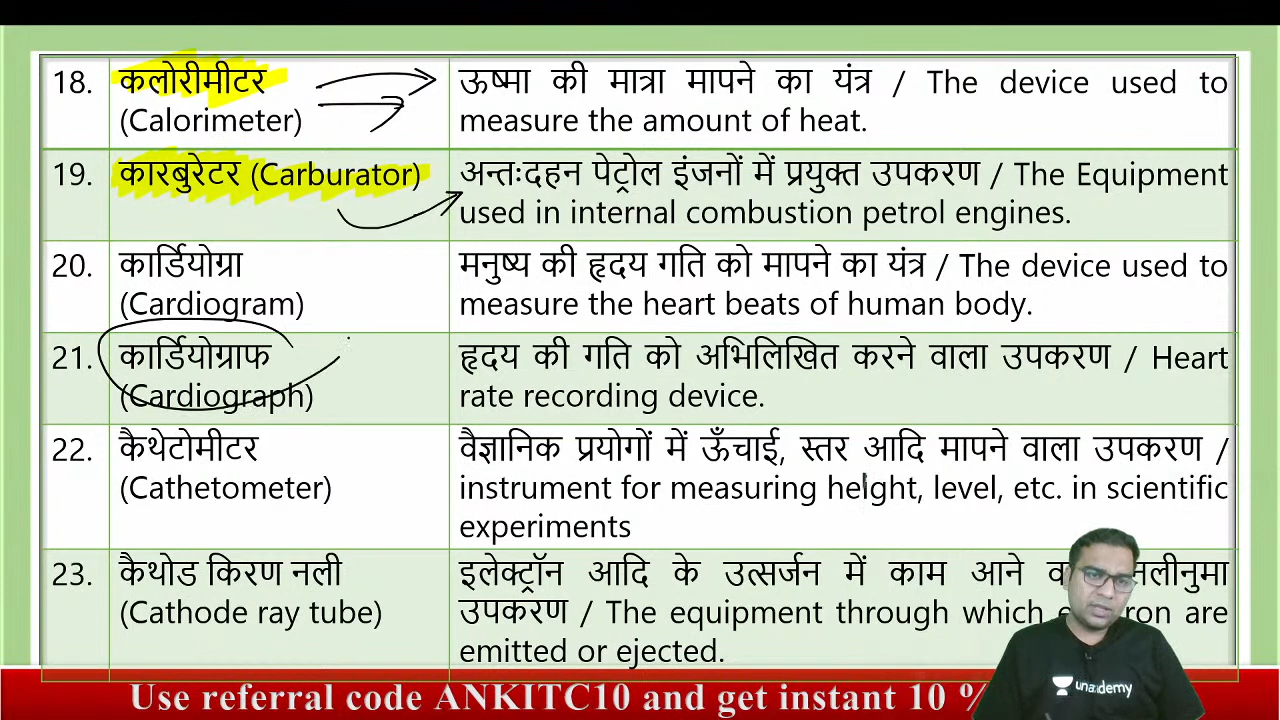 18. कलोरीमीटर ऊष्मा की मात्रा मापने का यंत्र / The device used to
(Calorimeter) measure the amount of heat.
19. कारबुरेटर (Carburator) अन्तःदहन पेट्रोल इंजनों में प्रयुक्त उपकरण / The Equipment
used in internal combustion petrol engines.
20. कार्डियोग्रा मनुष्य की हृदय गति को मापने का यंत्र / The device used to
(Cardiogram) measure the heart beats of human body.
21. कार्डियोग्राफ हृदय की गति को अभिलिखित करने वाला उपकरण / Heart
(Cardiograph) rate recording device.
22. कैथेटोमीटर वैज्ञानिक प्रयोगों में ऊँचाई, स्तर आदि मापने वाला उपकरण /
(Cathetometer) instrument for measuring height, level, etc. in scientific
experiments
23. कैथोड किरण नली इलेक्ट्रॉन आदि के उत्सर्जन में काम आने नलीनुमा
(Cathode ray tube) उपकरण / The equipment through which are
emitted or ejected.
unacademy
Use referral code ANKITC10 and get instant 10 %